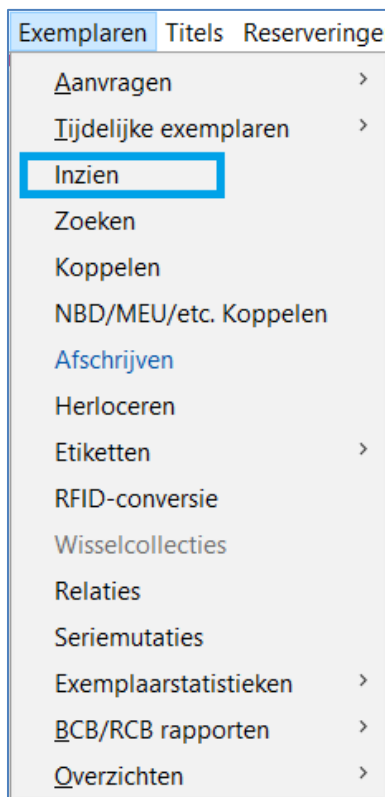 Exemplaren Titels Reserveringe
Aanvragen
Tijdelijke exemplaren
Inzien
Zoeken
Koppelen
NBD/MEU/etc. Koppelen
Afschrijven
Herloceren
Etiketten
RFID-conversie
Wisselcollecties
Relaties
Seriemutaties
Exemplaarstatistieken
BCB/RCB rapporten
Overzichten